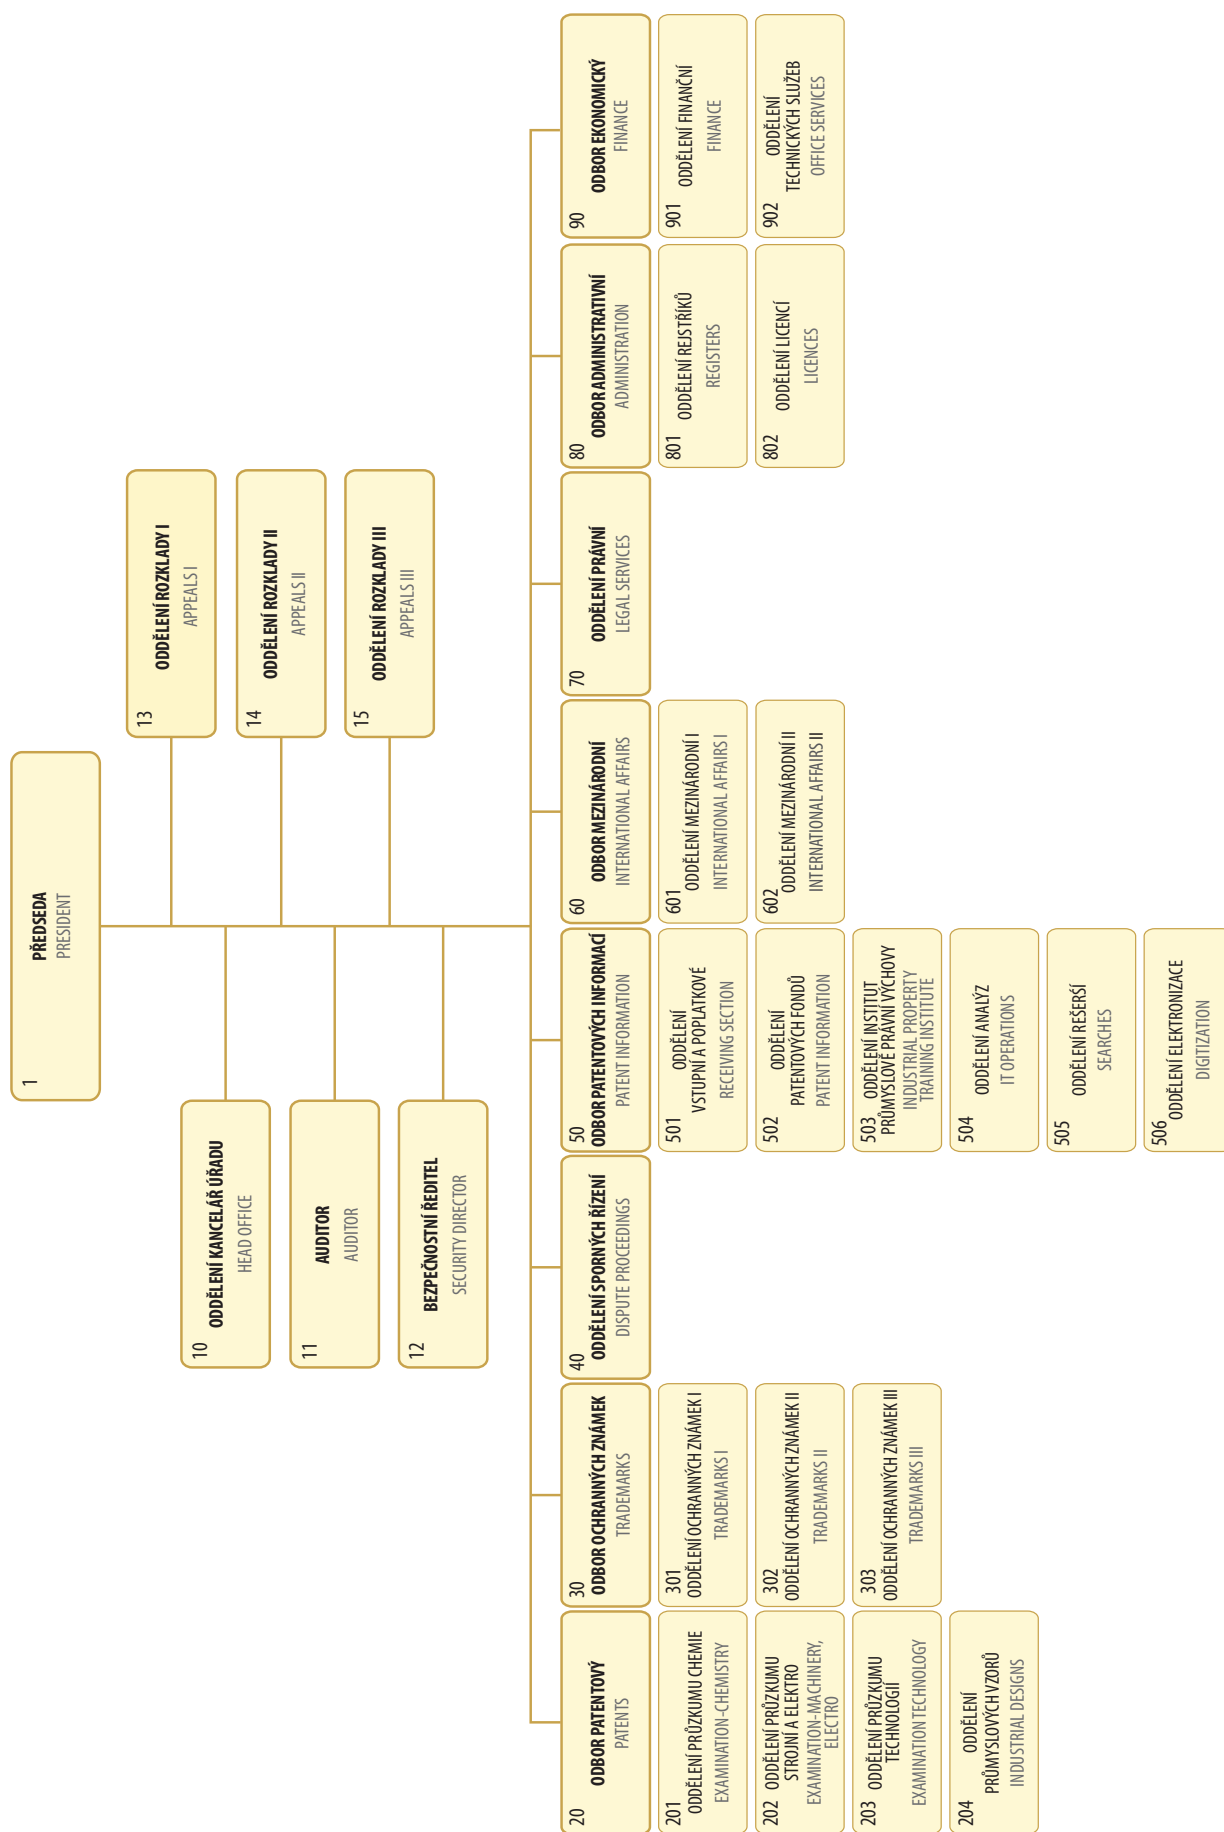 1
PŘEDSEDA
PRESIDENT
10
ODDĚLENÍ KANCELÁŘ ÚŘADU
HEAD OFFICE
11
AUDITOR
AUDITOR
12
BEZPEČNOSTNÍ ŘEDITEL
SECURITY DIRECTOR
13
ODDĚLENÍ ROZKLADY I
APPEALS I
14
ODDĚLENÍ ROZKLADY II
APPEALS II
15
ODDĚLENÍ ROZKLADY III
APPEALS III
20
ODBOR PATENTOVÝ
PATENTS
201
ODDĚLENÍ PRŮZKUMU CHEMIE
EXAMINATION-CHEMISTRY
202 ODDĚLENÍ PRŮZKUMU
STROJNÍ A ELEKTRO
EXAMINATION-MACHINERY,
ELECTRO
203 ODDĚLENÍ PRŮZKUMU
TECHNOLOGIÍ
EXAMINATION TECHNOLOGY
204
ODDĚLENÍ
PRŮMYSLOVÝCH VZORŮ
INDUSTRIAL DESIGNS
30
ODBOR OCHRANNÝCH ZNÁMEK
TRADEMARKS
301
ODDĚLENÍ OCHRANNÝCH ZNÁMEK I
TRADEMARKS I
302
ODDĚLENÍ OCHRANNÝCH ZNÁMEK II
TRADEMARKS II
303
ODDĚLENÍ OCHRANNÝCH ZNÁMEK III
TRADEMARKS III
40
ODDĚLENÍ SPORNÝCH ŘÍZENÍ
DISPUTE PROCEEDINGS
50
ODBOR PATENTOVÝCH INFORMACÍ
PATENT INFORMATION
501
ODDĚLENÍ
VSTUPNÍ A POPLATKOVÉ
RECEIVING SECTION
502
ODDĚLENÍ
PATENTOVÝCH FONDŮ
PATENT INFORMATION
503 ODDĚLENÍ INSTITUT
PRŮMYSLOVĚ PRÁVNÍ VÝCHOVY
INDUSTRIAL PROPERTY
TRAINING INSTITUTE
504
ODDĚLENÍ ANALÝZ
IT OPERATIONS
505
ODDĚLENÍ REŠERŠÍ
SEARCHES
506
ODDĚLENÍ ELEKTRONIZACE
DIGITIZATION
60
ODBOR MEZINÁRODNÍ
INTERNATIONAL AFFAIRS
601
ODDĚLENÍ MEZINÁRODNÍ I
INTERNATIONAL AFFAIRS I
602
ODDĚLENÍ MEZINÁRODNÍ II
INTERNATIONAL AFFAIRS II
70
ODDĚLENÍ PRÁVNÍ
LEGAL SERVICES
80
ODBOR ADMINISTRATIVNÍ
ADMINISTRATION
801
ODDĚLENÍ REJSTŘÍKŮ
REGISTERS
802
ODDĚLENÍ LICENCÍ
LICENCES
90
ODBOR EKONOMICKÝ
FINANCE
901
ODDĚLENÍ FINANČNÍ
FINANCE
902
ODDĚLENÍ
TECHNICKÝCH SLUŽEB
OFFICE SERVICES